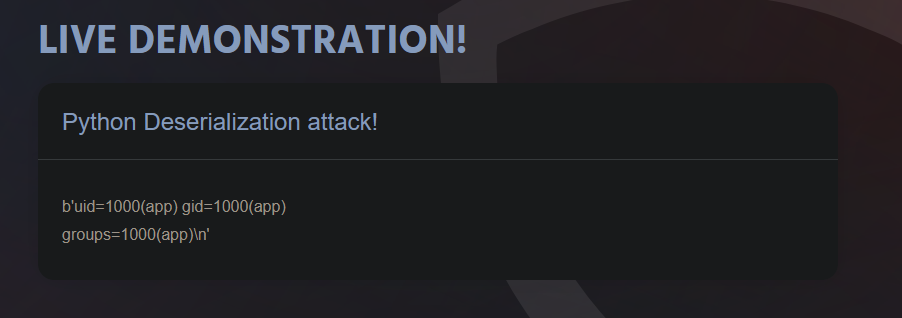 LIVE DEMONSTRATION!
Python Deserialization attack!
b'uid=1000(app) gid=1000(app)
groups=1000(app)\n'